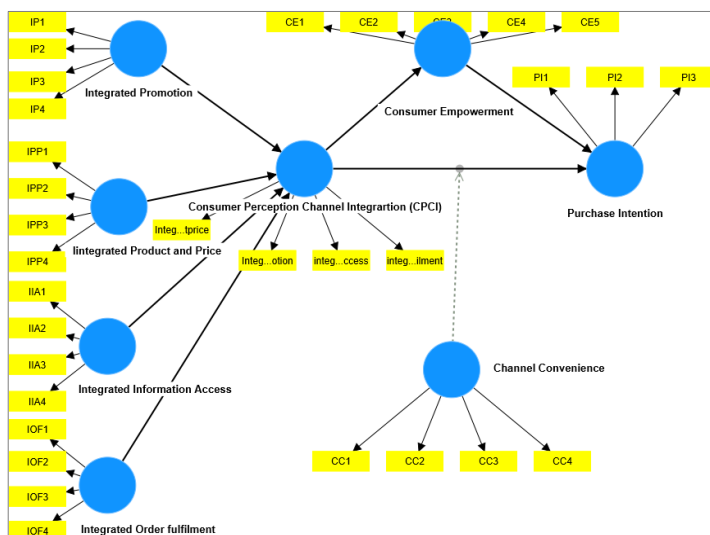 IP1
IP2
IP3
IP4
Integrated Promotion
CE1
CE2
CE3
CE4
CE5
Consumer Empowerment
PI1
PI2
PI3
Purchase Intention
IPP1
IPP2
IPP3
IPP4
Iintegrated Product and Price
Consumer Perception Channel Integartion (CPCI)
Integ...tprice
Integ...otion
integ...ccess
integ...ilment
IIA1
IIA2
IIA3
IIA4
Integrated Information Access
Channel Convenience
CC1
CC2
CC3
CC4
IOF1
IOF2
IOF3
IOF4
Integrated Order fulfilment